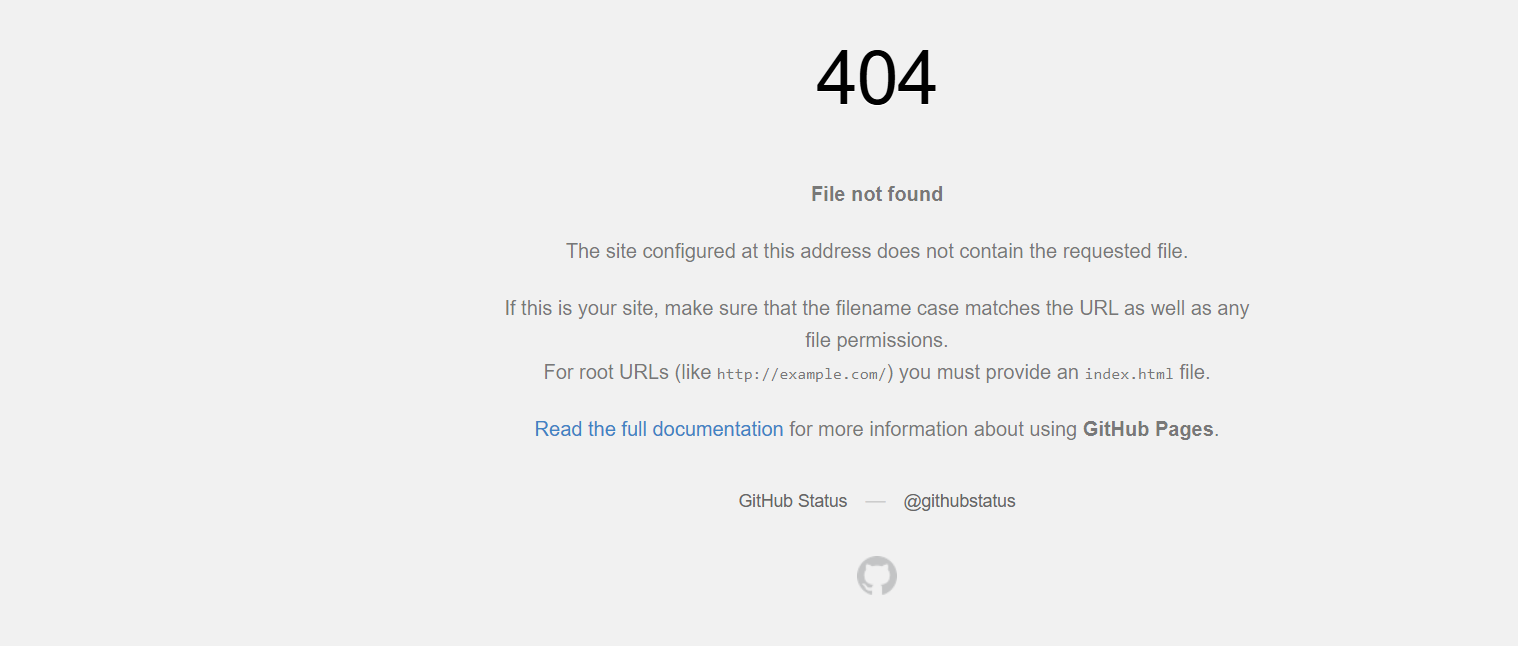 404
File not found
The site configured at this address does not contain the requested file.
If this is your site, make sure that the filename case matches the URL as well as any
file permissions.
For root URLs (like http://example.com/) you must provide an index.html file.
Read the full documentation for more information about using GitHub Pages.
GitHub Status — @githubstatus